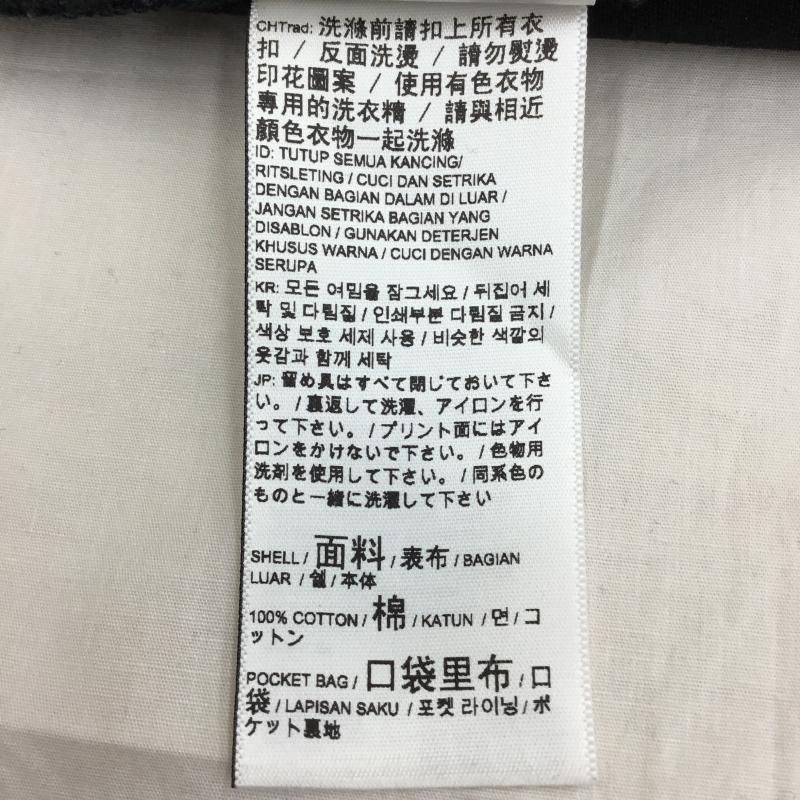 CHTrad: 洗滌前請扣上所有衣
扣 / 反面洗燙 / 請勿熨燙
印花圖案 / 使用有色衣物
專用的洗衣精 / 請與相近
顏色衣物一起洗滌
ID: TUTUP SEMUA KANCING/
RITSLETING / CUCI DAN SETRIKA
DENGAN BAGIAN DALAM DI LUAR /
JANGAN SETRIKA BAGIAN YANG
DISABLON / GUNAKAN DETERJEN
KHUSUS WARNA / CUCI DENGAN WARNA
SERUPA
KR: 모든 여밈을 잠그세요 / 뒤집어 세
탁 및 다림질 / 인쇄부분 다림질 금지 /
색상 보호 세제 사용 / 비슷한 색깔의
옷감과 함께 세탁
JP: 留め具はすべて閉じておいて下さ
い。/ 裏返して洗濯、アイロンを行
って下さい。/ プリント面にはアイ
ロンをかけないで下さい。/ 色物用
洗剤を使用して下さい。/ 同系色の
ものと一緒に洗濯して下さい
SHELL / 面料 / 表布 / BAGIAN
LUAR / 쉘 / 本体
100% COTTON / 棉 / KATUN / 면 / コ
ットン
POCKET BAG / 口袋里布 / 口
袋 / LAPISAN SAKU / 포켓 라이닝 / ポ
ケット裏地